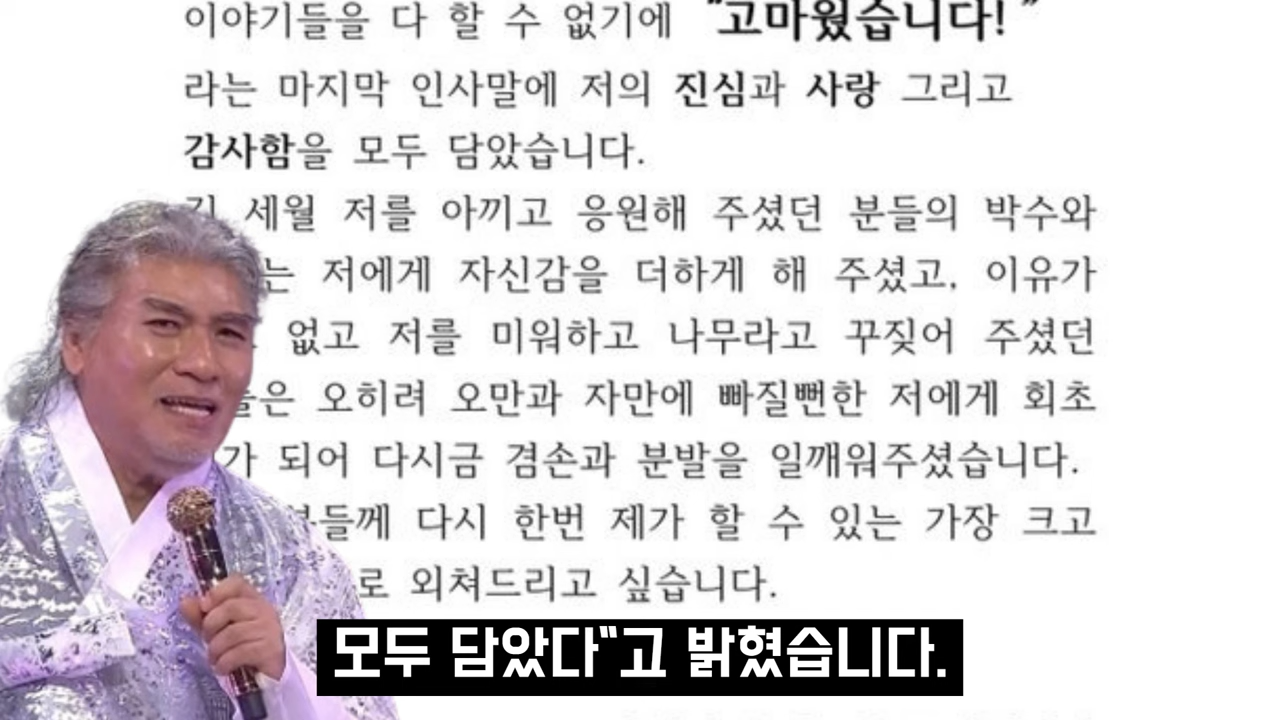 이야기들을 다 할 수 없기에 "고마웠습니다!"
라는 마지막 인사말에 저의 진심과 사랑 그리고
감사함을 모두 담았습니다.
세월 저를 아끼고 응원해 주셨던 분들의 박수와
는 저에게 자신감을 더하게 해 주셨고, 이유가
없고 저를 미워하고 나무라고 꾸짖어 주셨던
들은 오히려 오만과 자만에 빠질뻔한 저에게 회초
가 되어 다시금 겸손과 분발을 일깨워주셨습니다.
분들께 다시 한번 제가 할 수 있는 가장 크고
로 외쳐드리고 싶습니다.
모두 담았다"고 밝혔습니다.